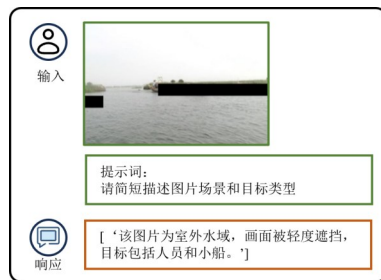 输入
提示词：
请简短描述图片场景和目标类型
响应
[‘该图片为室外水域，画面被轻度遮挡，
目标包括人员和小船。’]